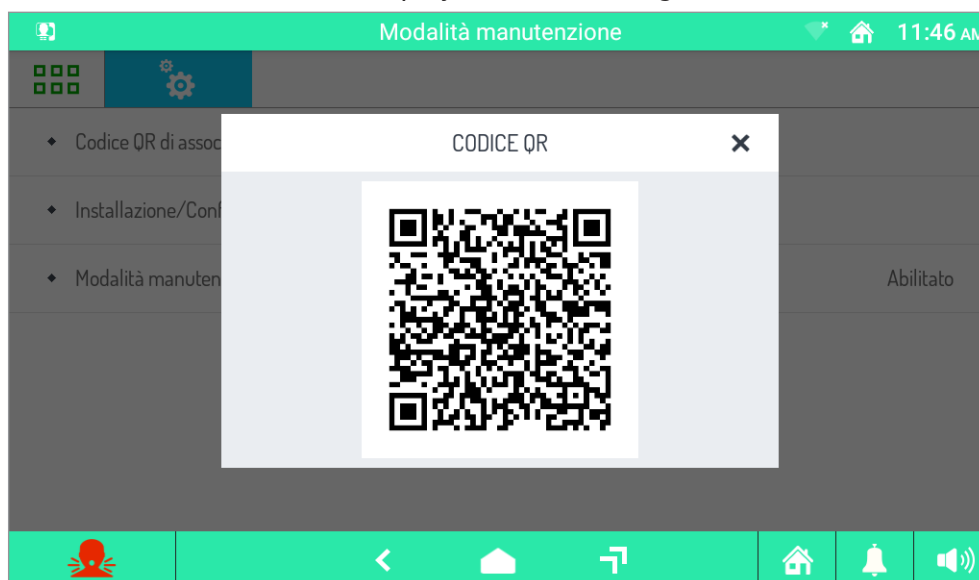 Modalità manutenzione
11:46 AM
Codice QR di assoc
CODICE QR
Installazione/Conf
Modalità manuten
Abilitato